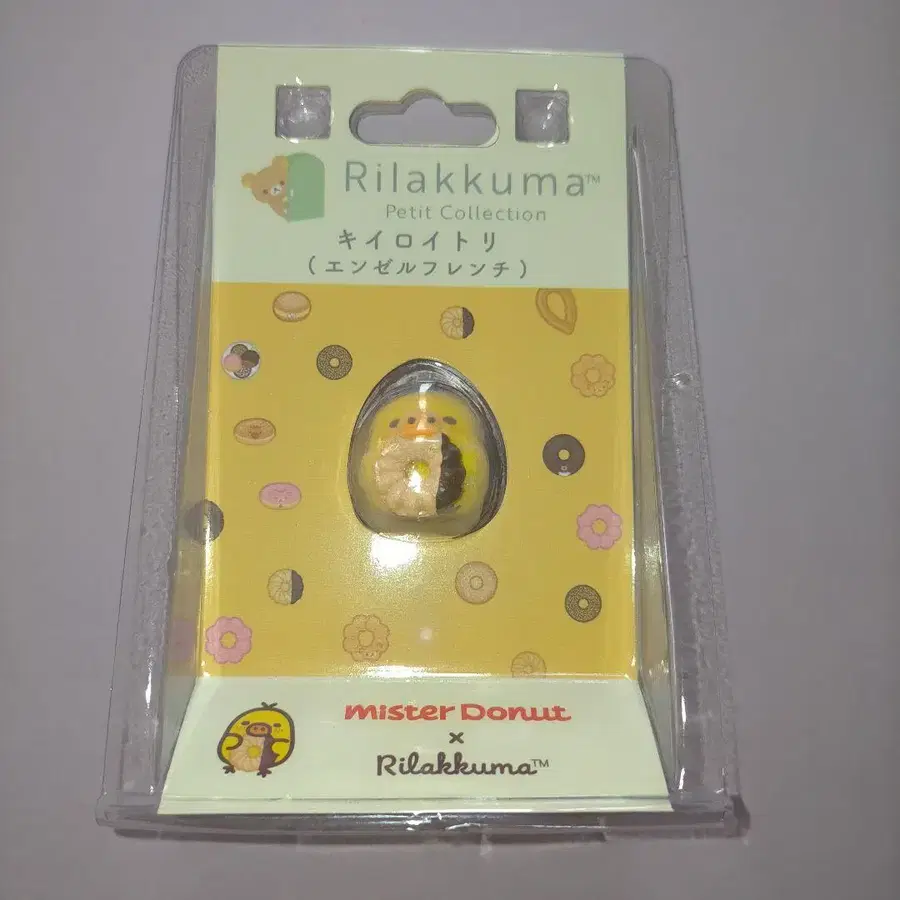 Rilakkuma™
Petit Collection
キイロイトリ
(エンゼルフレンチ)
mister Donut
×
Rilakkuma™